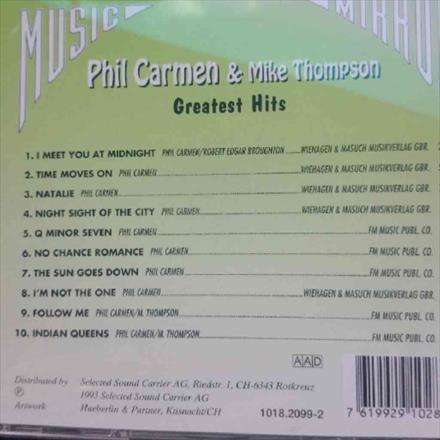 MUSIC MIRRO
Phil Carmen & Mike Thompson
Greatest Hits
1. I MEET YOU AT MIDNIGHT PHIL CARMEN/ROBERT EDGAR BROUGHTON ........ WIEHAGEN & MASUCH MUSIKVERLAG GBR.
2. TIME MOVES ON PHIL CARMEN ........ WIEHAGEN & MASUCH MUSIKVERLAG GBR.
3. NATALIE PHIL CARMEN ........ WIEHAGEN & MASUCH MUSIKVERLAG GBR.
4. NIGHT SIGHT OF THE CITY PHIL CARMEN ........ WIEHAGEN & MASUCH MUSIKVERLAG GBR.
5. Q MINOR SEVEN PHIL CARMEN ........ FM MUSIC PUBL. CO.
6. NO CHANCE ROMANCE PHIL CARMEN ........ FM MUSIC PUBL. CO.
7. THE SUN GOES DOWN PHIL CARMEN ........ FM MUSIC PUBL. CO.
8. I'M NOT THE ONE PHIL CARMEN ........ WIEHAGEN & MASUCH MUSIKVERLAG GBR.
9. FOLLOW ME PHIL CARMEN/M. THOMPSON ........ FM MUSIC PUBL. CO.
10. INDIAN QUEENS PHIL CARMEN/M. THOMPSON ........ FM MUSIC PUBL. CO.
AAD
Distributed by Selected Sound Carrier AG, Riedstr. 1, CH-6343 Rotkreuz
Ⓟ 1993 Selected Sound Carrier AG
Artwork Hueberlin & Partner, Küsnacht/CH
1018.2099-2
7 619929 1028